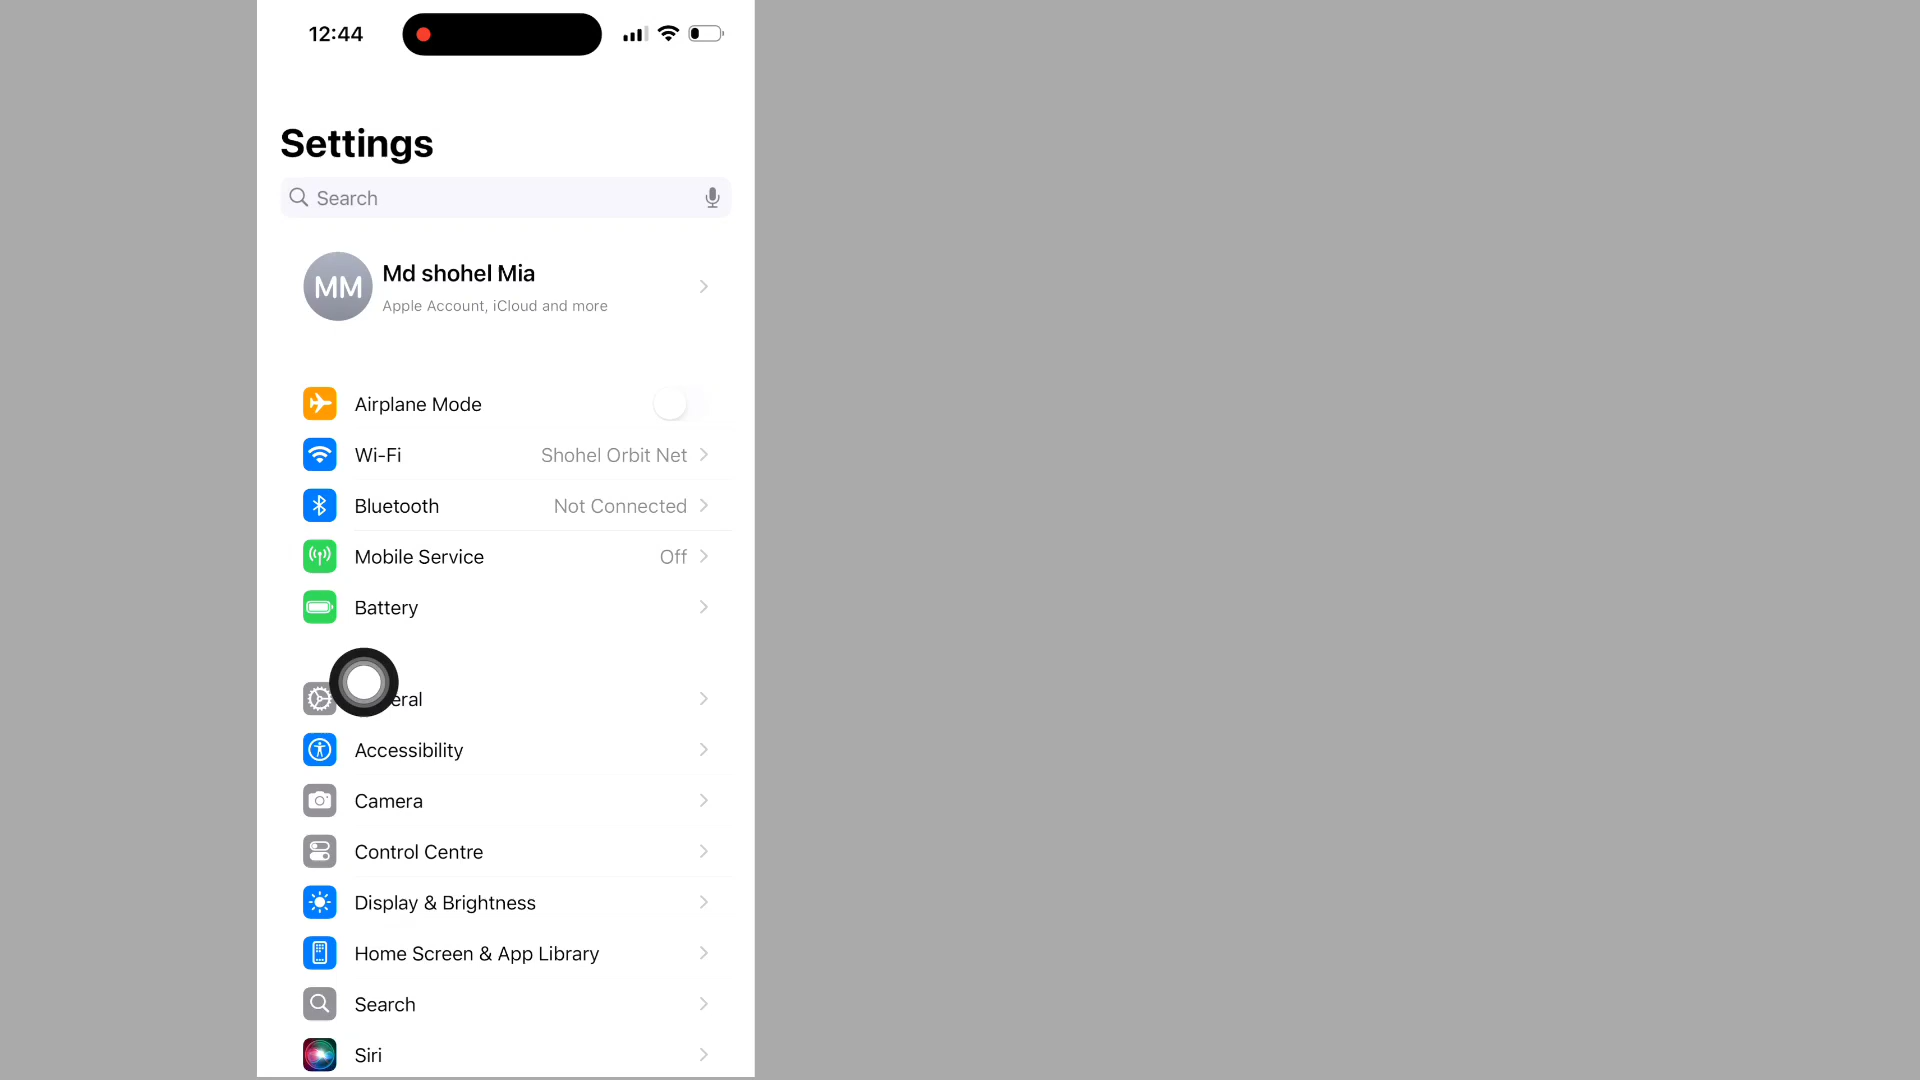 12:44
Settings
Search
MM
Md shohel Mia
Apple Account, iCloud and more
Airplane Mode
Wi-Fi Shohel Orbit Net
Bluetooth Not Connected
Mobile Service Off
Battery
eral
Accessibility
Camera
Control Centre
Display & Brightness
Home Screen & App Library
Search
Siri